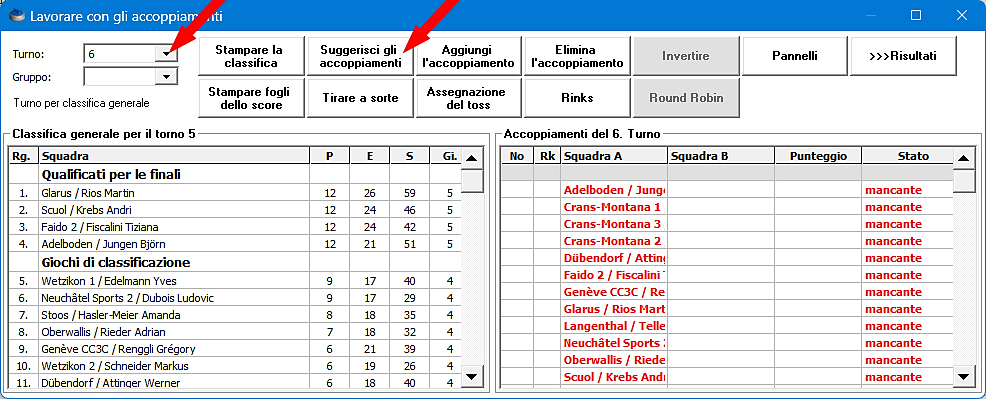 Lavorare con gli accoppiamenti
Turno: 6
Gruppo:
Turno per classifica generale
Stampare la classifica
Suggerisci gli accoppiamenti
Aggiungi l'accoppiamento
Elimina l'accoppiamento
Invertire
Pannelli
>>>Risultati
Stampare fogli dello score
Tirare a sorte
Assegnazione del toss
Rinks
Round Robin
Classifica generale per il torno 5
Rg. Squadra P E S Gi.
Qualificati per le finali
1. Glarus / Rios Martin 12 26 59 5
2. Scuol / Krebs Andri 12 24 46 5
3. Faido 2 / Fiscalini Tiziana 12 24 42 5
4. Adelboden / Jungen Björn 12 21 51 5
Giochi di classificazione
5. Wetzikon 1 / Edelmann Yves 9 17 40 4
6. Neuchâtel Sports 2 / Dubois Ludovic 9 17 29 4
7. Stoos / Hasler-Meier Amanda 8 18 35 4
8. Oberwallis / Rieder Adrian 7 18 32 4
9. Genève CC3C / Renggli Grégory 6 21 39 4
10. Wetzikon 2 / Schneider Markus 6 19 26 4
11. Dübendorf / Attinger Werner 6 18 40 4
Accoppiamenti del 6. Turno
No Rk Squadra A Squadra B Punteggio Stato
Adelboden / Junge mancante
Crans-Montana 1 mancante
Crans-Montana 3 mancante
Crans-Montana 2 mancante
Dübendorf / Atting mancante
Faido 2 / Fiscalini mancante
Genève CC3C / Re mancante
Glarus / Rios Mart mancante
Langenthal / Telle mancante
Neuchâtel Sports mancante
Oberwallis / Riede mancante
Scuol / Krebs And mancante